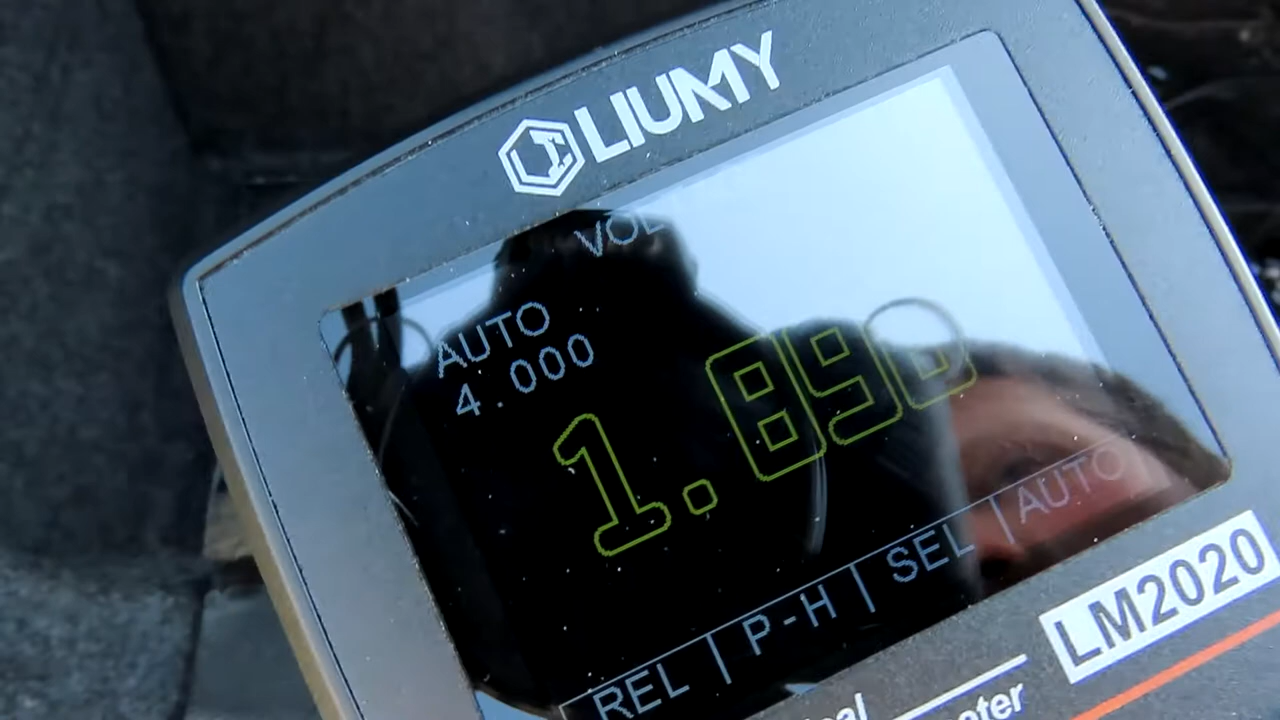 LIUMY
VOL
AUTO
4.000
1.890
REL | P-H | SEL | AUTO
LM2020